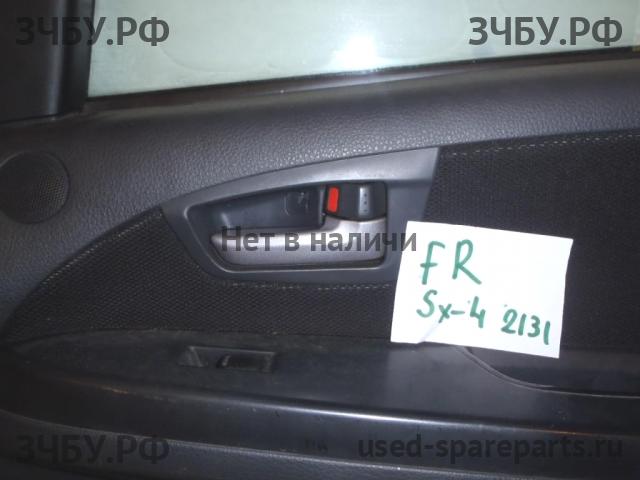 ЗЧБУ.РФ ЗЧБУ.РФ
Нет в наличи
FR
Sx-4 2131
ЗЧБУ.РФ used-spareparts.ru